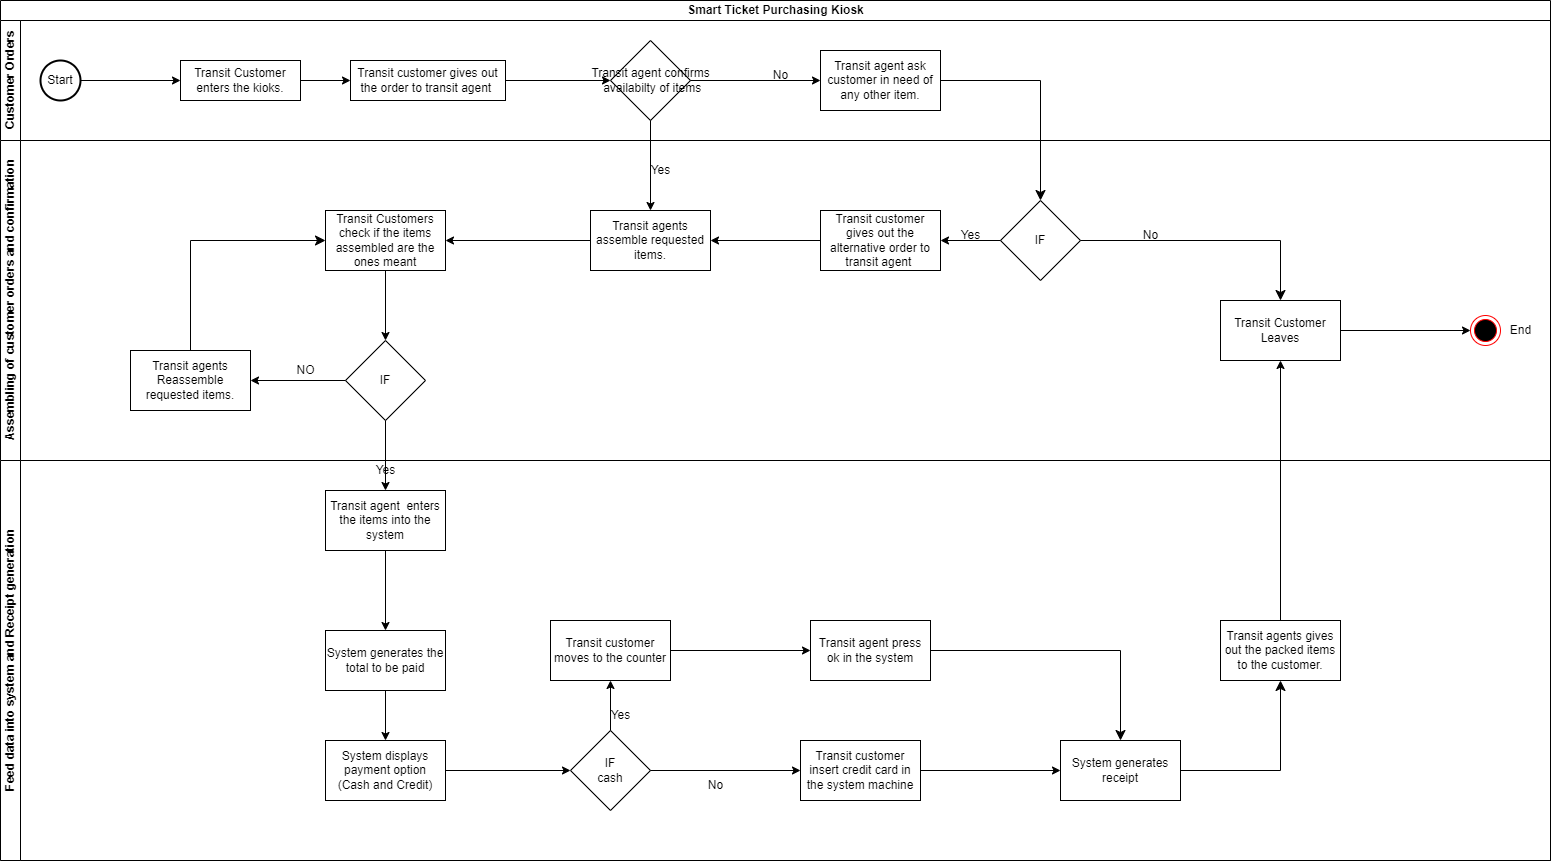 Smart Ticket Purchasing Kiosk
Customer Orders
Start
Transit Customer
enters the kioks.
Transit customer gives out
the order to transit agent
Transit agent confirms
availabilty of items
No
Transit agent ask
customer in need of
any other item.
Yes
Assembling of customer orders and confirmation
Transit Customers
check if the items
assembled are the
ones meant
Transit agents
assemble requested
items.
Transit customer
gives out the
alternative order to
transit agent
Yes
IF
No
Transit Customer
Leaves
End
Transit agents
Reassemble
requested items.
NO
IF
Yes
Feed data into system and Receipt generation
Transit agent  enters
the items into the
system
System generates the
total to be paid
Transit customer
moves to the counter
Transit agent press
ok in the system
Transit agents gives
out the packed items
to the customer.
Yes
System displays
payment option
(Cash and Credit)
IF
cash
No
Transit customer
insert credit card in
the system machine
System generates
receipt